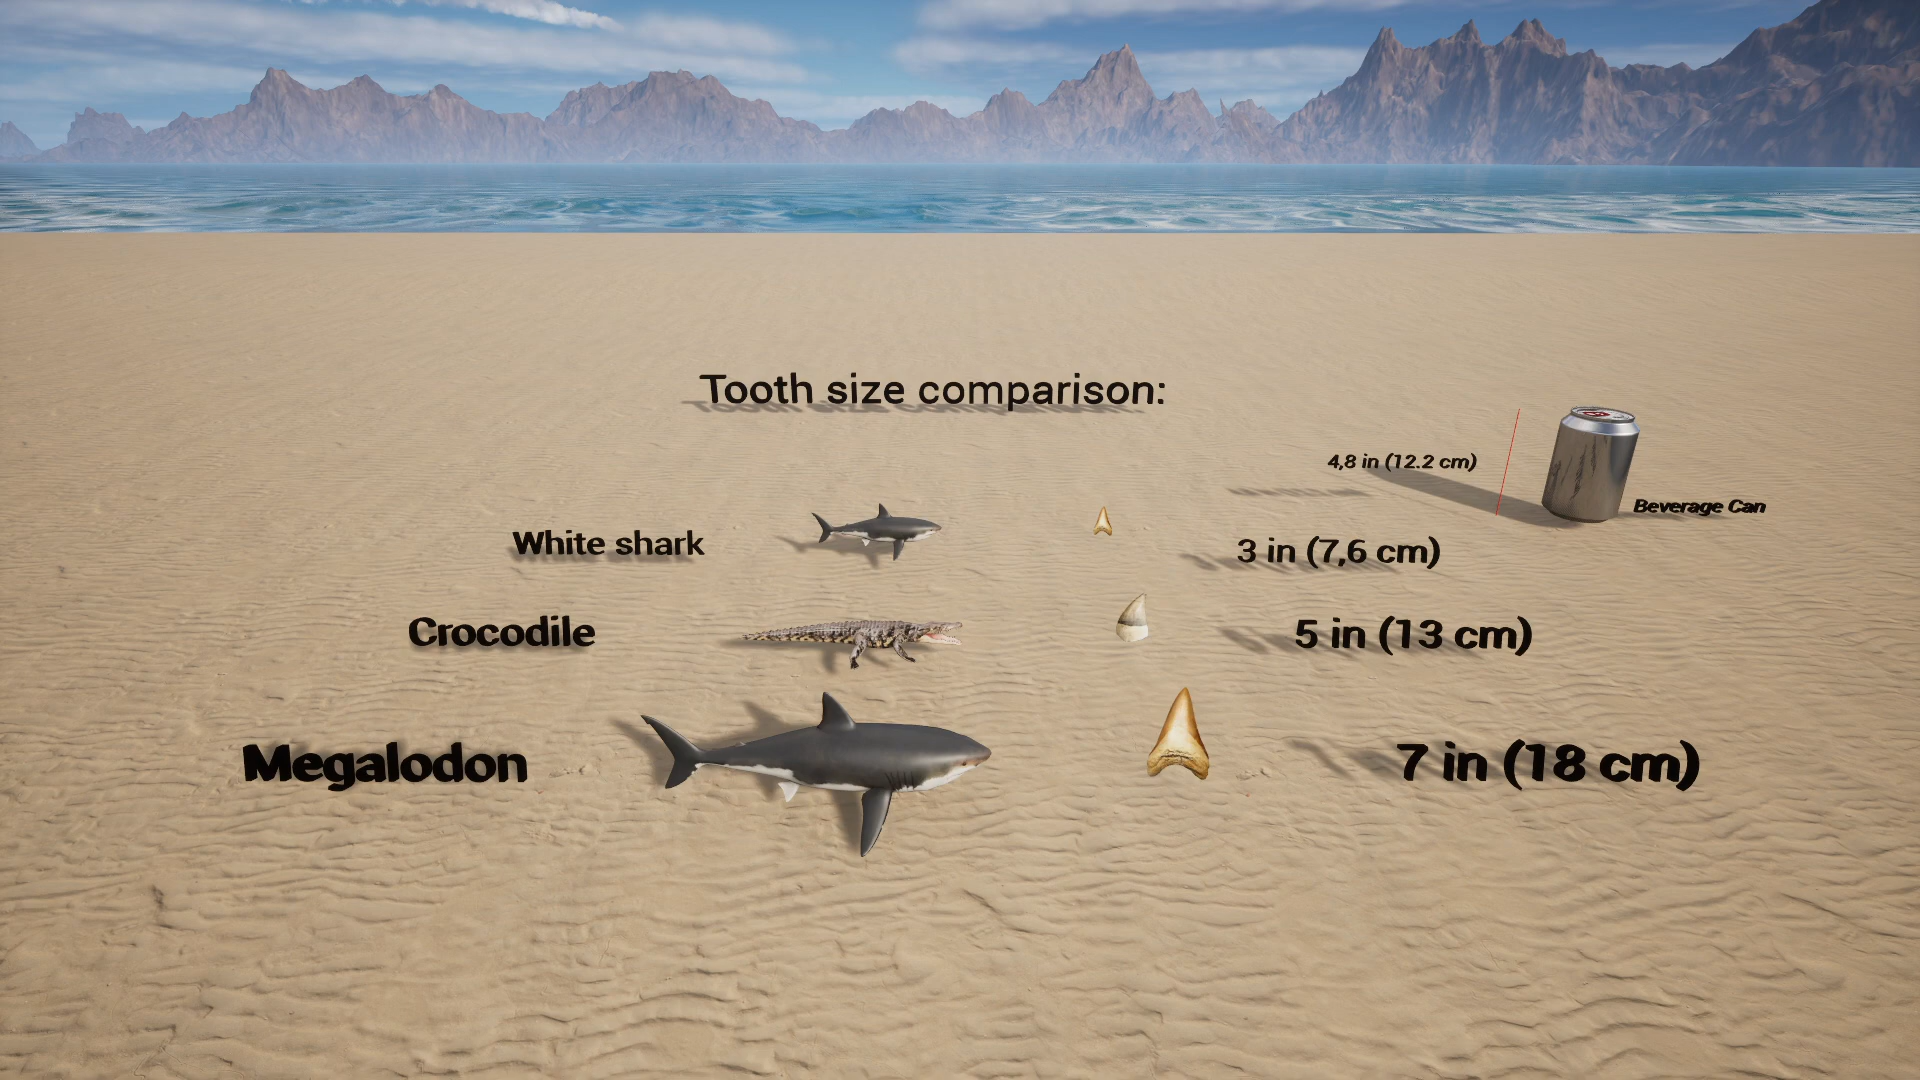 Tooth size comparison:
4,8 in (12.2 cm)
Beverage Can
White shark
3 in (7,6 cm)
Crocodile
5 in (13 cm)
Megalodon
7 in (18 cm)